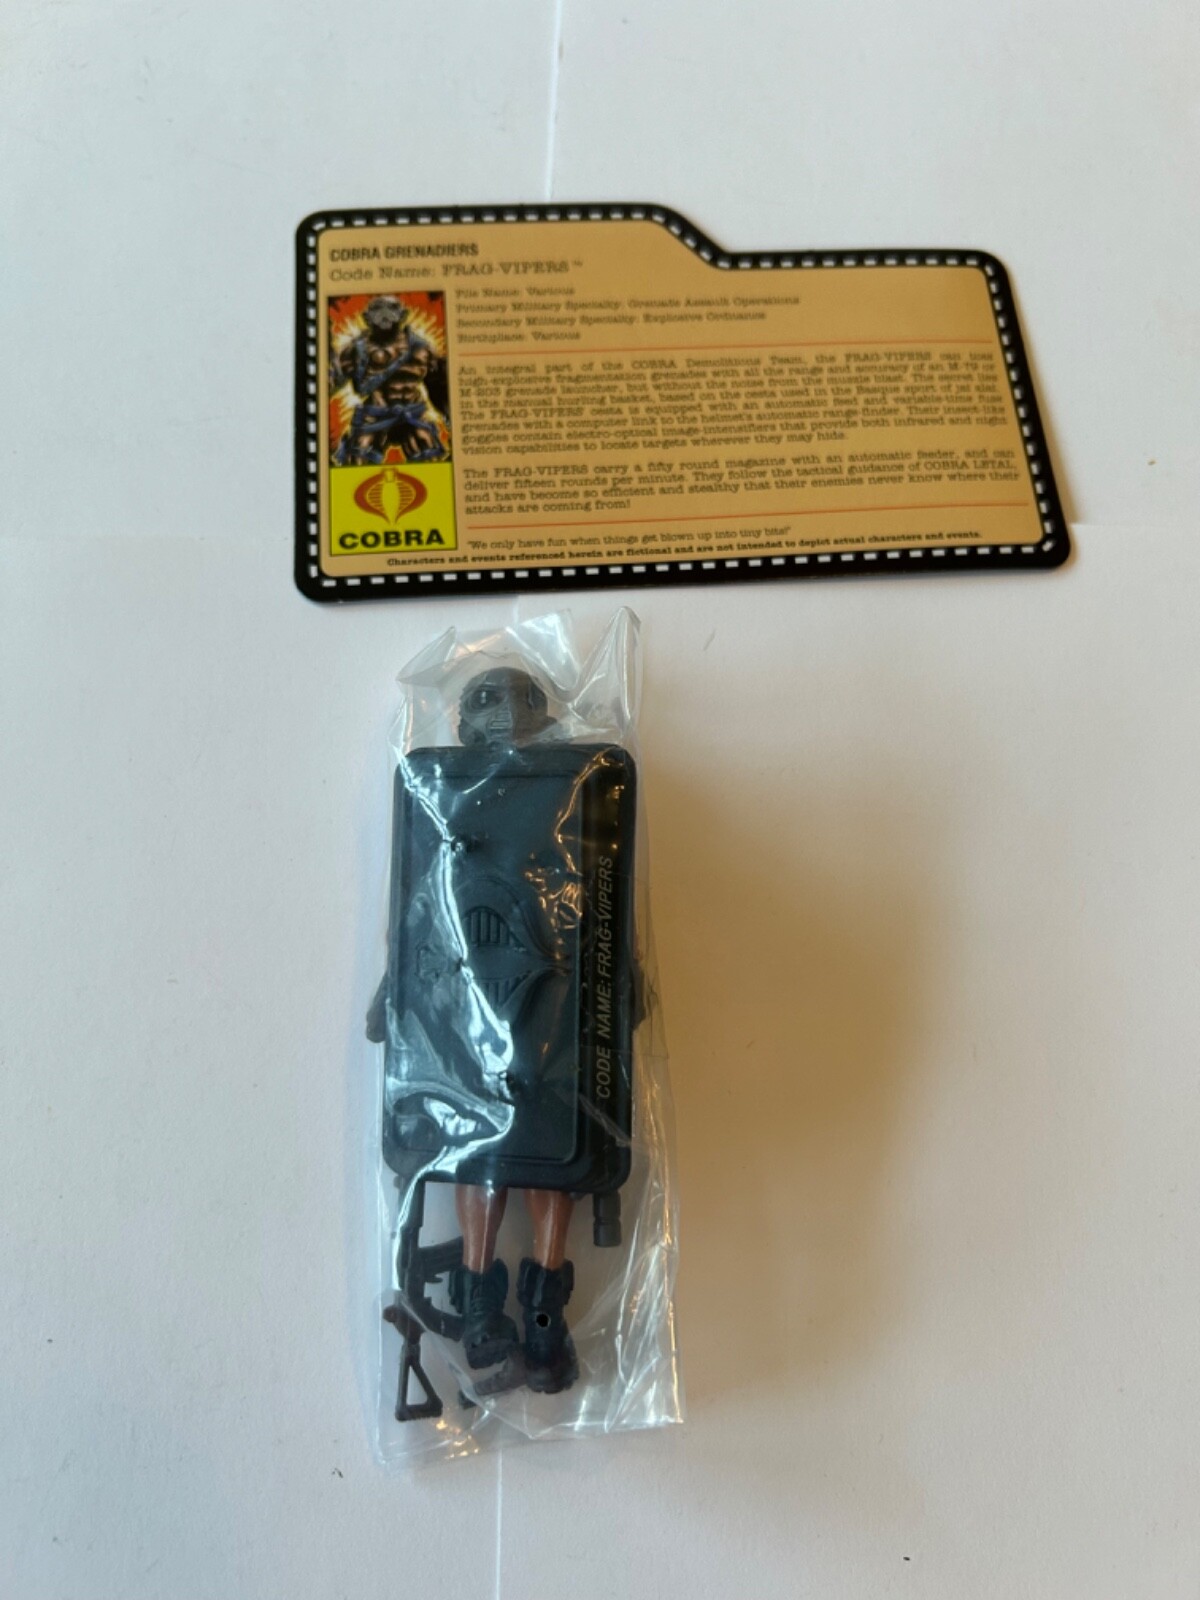 COBRA GRENADIERS
Code Name: FRAG-VIPERS™
File Name: Various
Primary Military Specialty: Grenade Assault Operations
Secondary Military Specialty: Explosive Ordnance
Birthplace: Various
An integral part of the COBRA Demolitions Team, the FRAG-VIPERS can toss
high-explosive fragmentation grenades with all the range and accuracy of an M-79 or
M-203 grenade launcher, but without the noise from the muzzle blast. The secret lies
in the manual hurling basket, based on the cesta used in the Basque sport of jai alai.
The FRAG-VIPERS' cesta is equipped with an automatic feed and variable-time fuse
grenades with a computer link to the helmet's automatic range-finder. Their insect-like
goggles contain electro-optical image-intensifiers that provide both infrared and night
vision capabilities to locate targets wherever they may hide.
The FRAG-VIPERS carry a fifty round magazine with an automatic feeder, and can
deliver fifteen rounds per minute. They follow the tactical guidance of COBRA LETAL,
and have become so efficient and stealthy that their enemies never know where their
attacks are coming from!
"We only have fun when things get blown up into tiny bits!"
Characters and events referenced herein are fictional and are not intended to depict actual characters and events.
COBRA
CODE NAME: FRAG-VIPERS